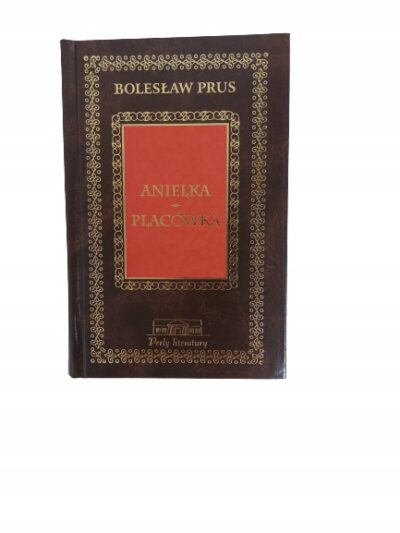 BOLESŁAW PRUS
ANIELKA
-
PLACÓWKA
Perły literatury